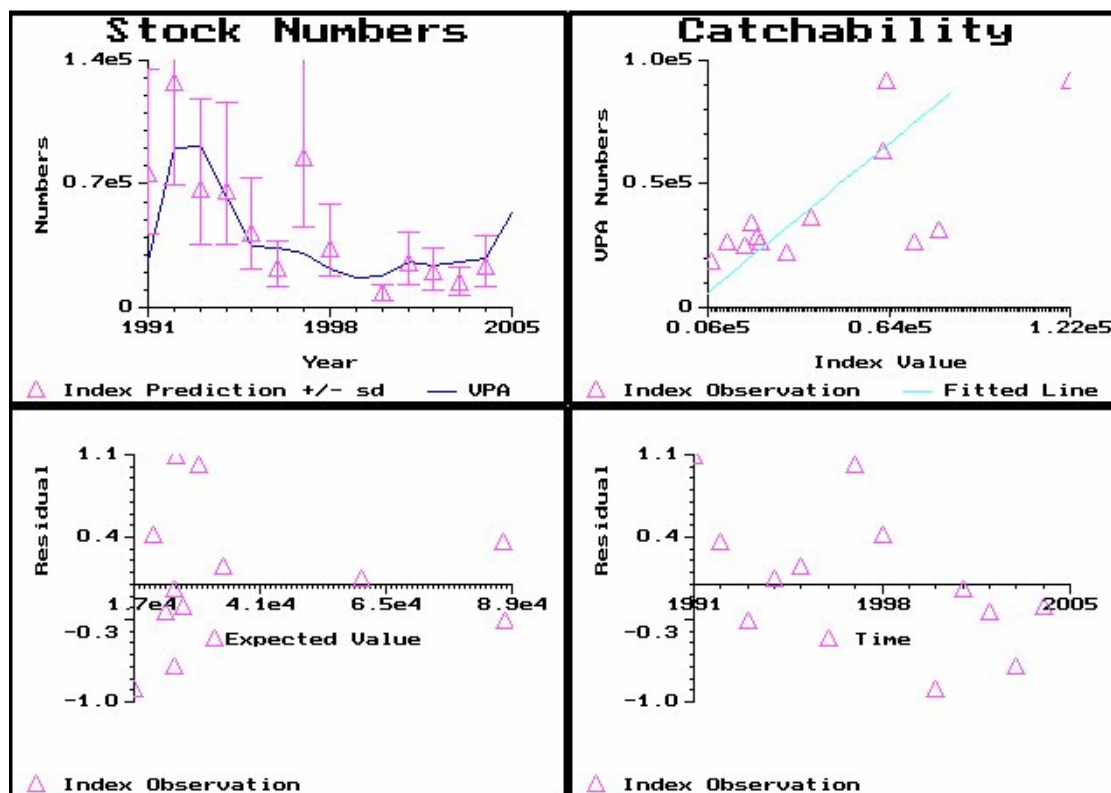 Stock Numbers
1.4e5
Numbers
0.7e5
0
1991 1998 2005
Year
Index Prediction +/- sd VPA
Catchability
1.0e5
VPA Numbers
0.5e5
0
0.06e5 0.64e5 1.22e5
Index Value
Index Observation Fitted Line
1.1
Residual
0.4
1.7e4 4.1e4 6.5e4 8.9e4
-0.3
Expected Value
-1.0
Index Observation
1.1
Residual
0.4
1991 1998 2005
-0.3
Time
-1.0
Index Observation